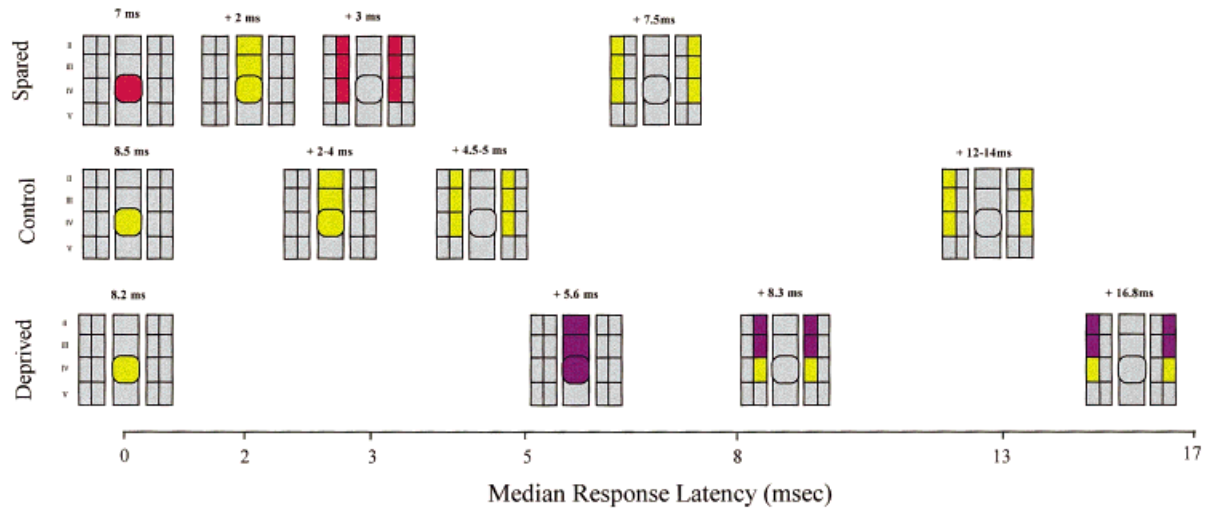 7 ms + 2 ms + 3 ms + 7.5ms
Spared
II
III
IV
V
8.5 ms + 2-4 ms + 4.5-5 ms + 12-14ms
Control
II
III
IV
V
8.2 ms + 5.6 ms + 8.3 ms + 16.8ms
Deprived
II
III
IV
V
0 2 3 5 8 13 17
Median Response Latency (msec)